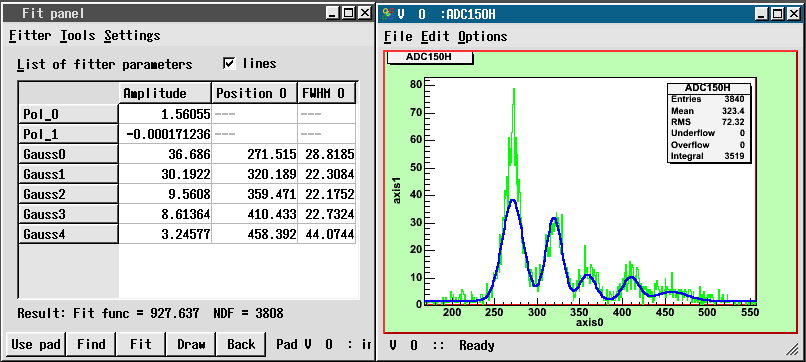 Fit panel
Fitter Tools Settings
List of fitter parameters lines
Amplitude Position 0 FWHM 0
Pol_0 1.56055 --- ---
Pol_1 -0.000171236 --- ---
Gauss0 36.686 271.515 28.8185
Gauss1 30.1922 320.189 22.3084
Gauss2 9.5608 359.471 22.1752
Gauss3 8.61364 410.433 22.7324
Gauss4 3.24577 458.392 44.0744
Result: Fit func = 927.637 NDF = 3808
Use pad Find Fit Draw Back Pad V 0 : in
V 0 :ADC150H
File Edit Options
ADC150H
ADC150H
Entries 3840
Mean 323.4
RMS 72.32
Underflow 0
Overflow 0
Integral 3519
axis1
80
70
60
50
40
30
20
10
0
200 250 300 350 400 450 500 550
axis0
V 0 :: Ready